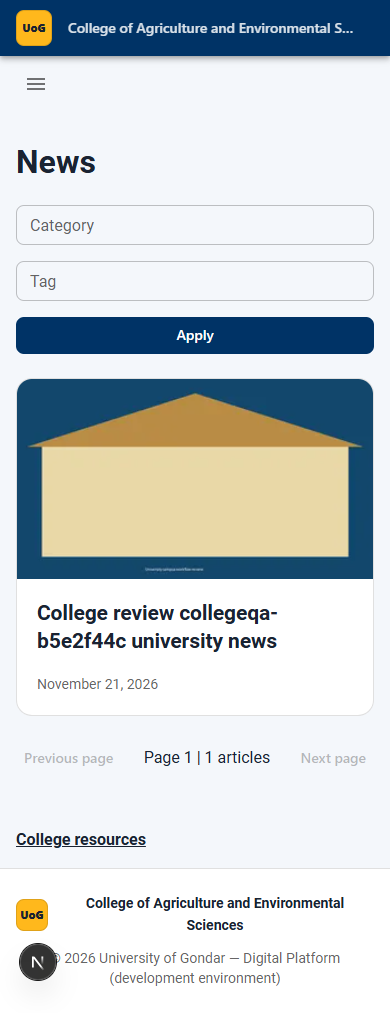 UoG
College of Agriculture and Environmental S...
News
Category
Tag
Apply
College review collegeqa-
b5e2f44c university news
November 21, 2026
Previous page
Page 1 | 1 articles
Next page
College resources
UoG
College of Agriculture and Environmental
Sciences
N
2026 University of Gondar — Digital Platform
(development environment)